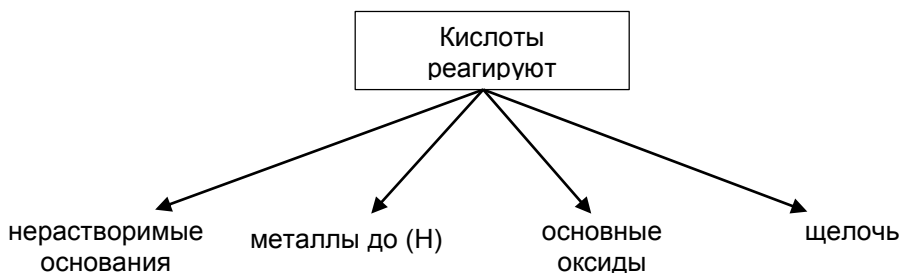 Кислоты
реагируют
нерастворимые
основания
металлы до (Н)
основные
оксиды
щелочь